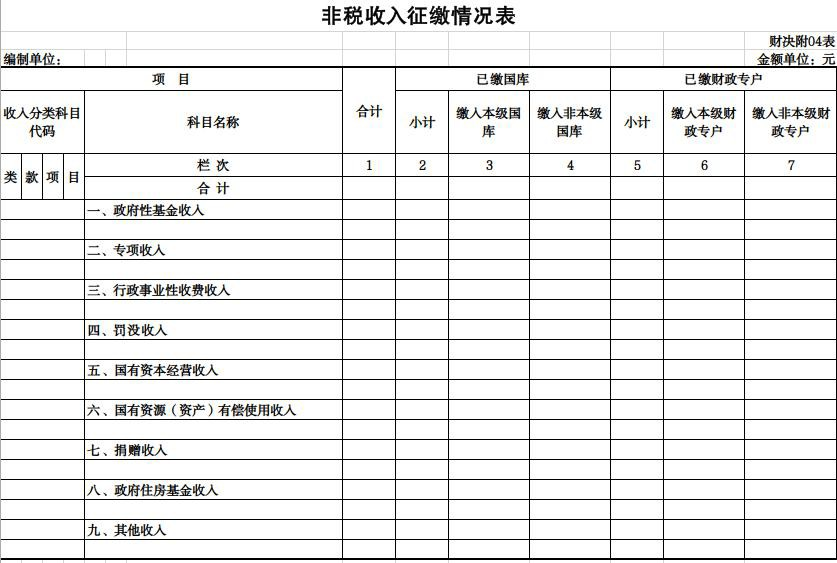 非税收入征缴情况表
财决附04表
编制单位： 金额单位：元
项 目 合计 已缴国库 已缴财政专户
收入分类科目代码 科目名称 小计 缴入本级国库 缴入非本级国库 小计 缴入本级财政专户 缴入非本级财政专户
类 款 项 目 栏 次 1 2 3 4 5 6 7
合 计
一、政府性基金收入
二、专项收入
三、行政事业性收费收入
四、罚没收入
五、国有资本经营收入
六、国有资源（资产）有偿使用收入
七、捐赠收入
八、政府住房基金收入
九、其他收入